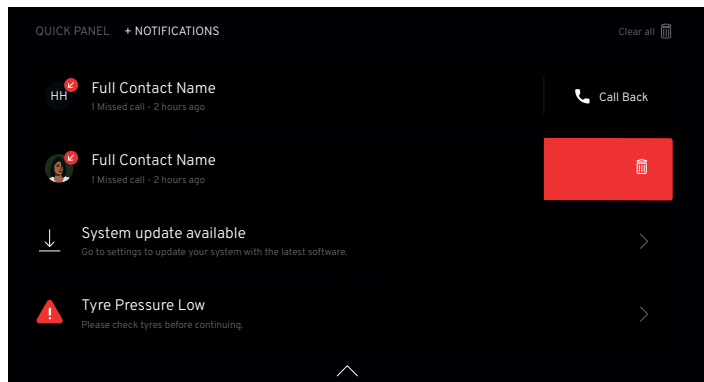 QUICK PANEL + NOTIFICATIONS Clear all
HH Full Contact Name
1 Missed call - 2 hours ago
Call Back
Full Contact Name
1 Missed call - 2 hours ago
System update available
Go to settings to update your system with the latest software.
Tyre Pressure Low
Please check tyres before continuing.